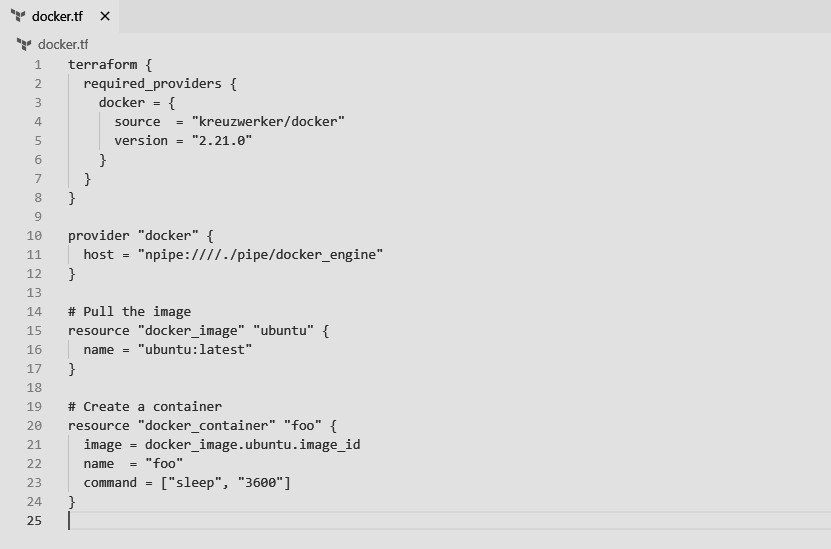 docker.tf ×
docker.tf
1 terraform {
2   required_providers {
3     docker = {
4       source  = "kreuzwerker/docker"
5       version = "2.21.0"
6     }
7   }
8 }
9
10 provider "docker" {
11   host = "npipe:////./pipe/docker_engine"
12 }
13
14 # Pull the image
15 resource "docker_image" "ubuntu" {
16   name = "ubuntu:latest"
17 }
18
19 # Create a container
20 resource "docker_container" "foo" {
21   image = docker_image.ubuntu.image_id
22   name  = "foo"
23   command = ["sleep", "3600"]
24 }
25